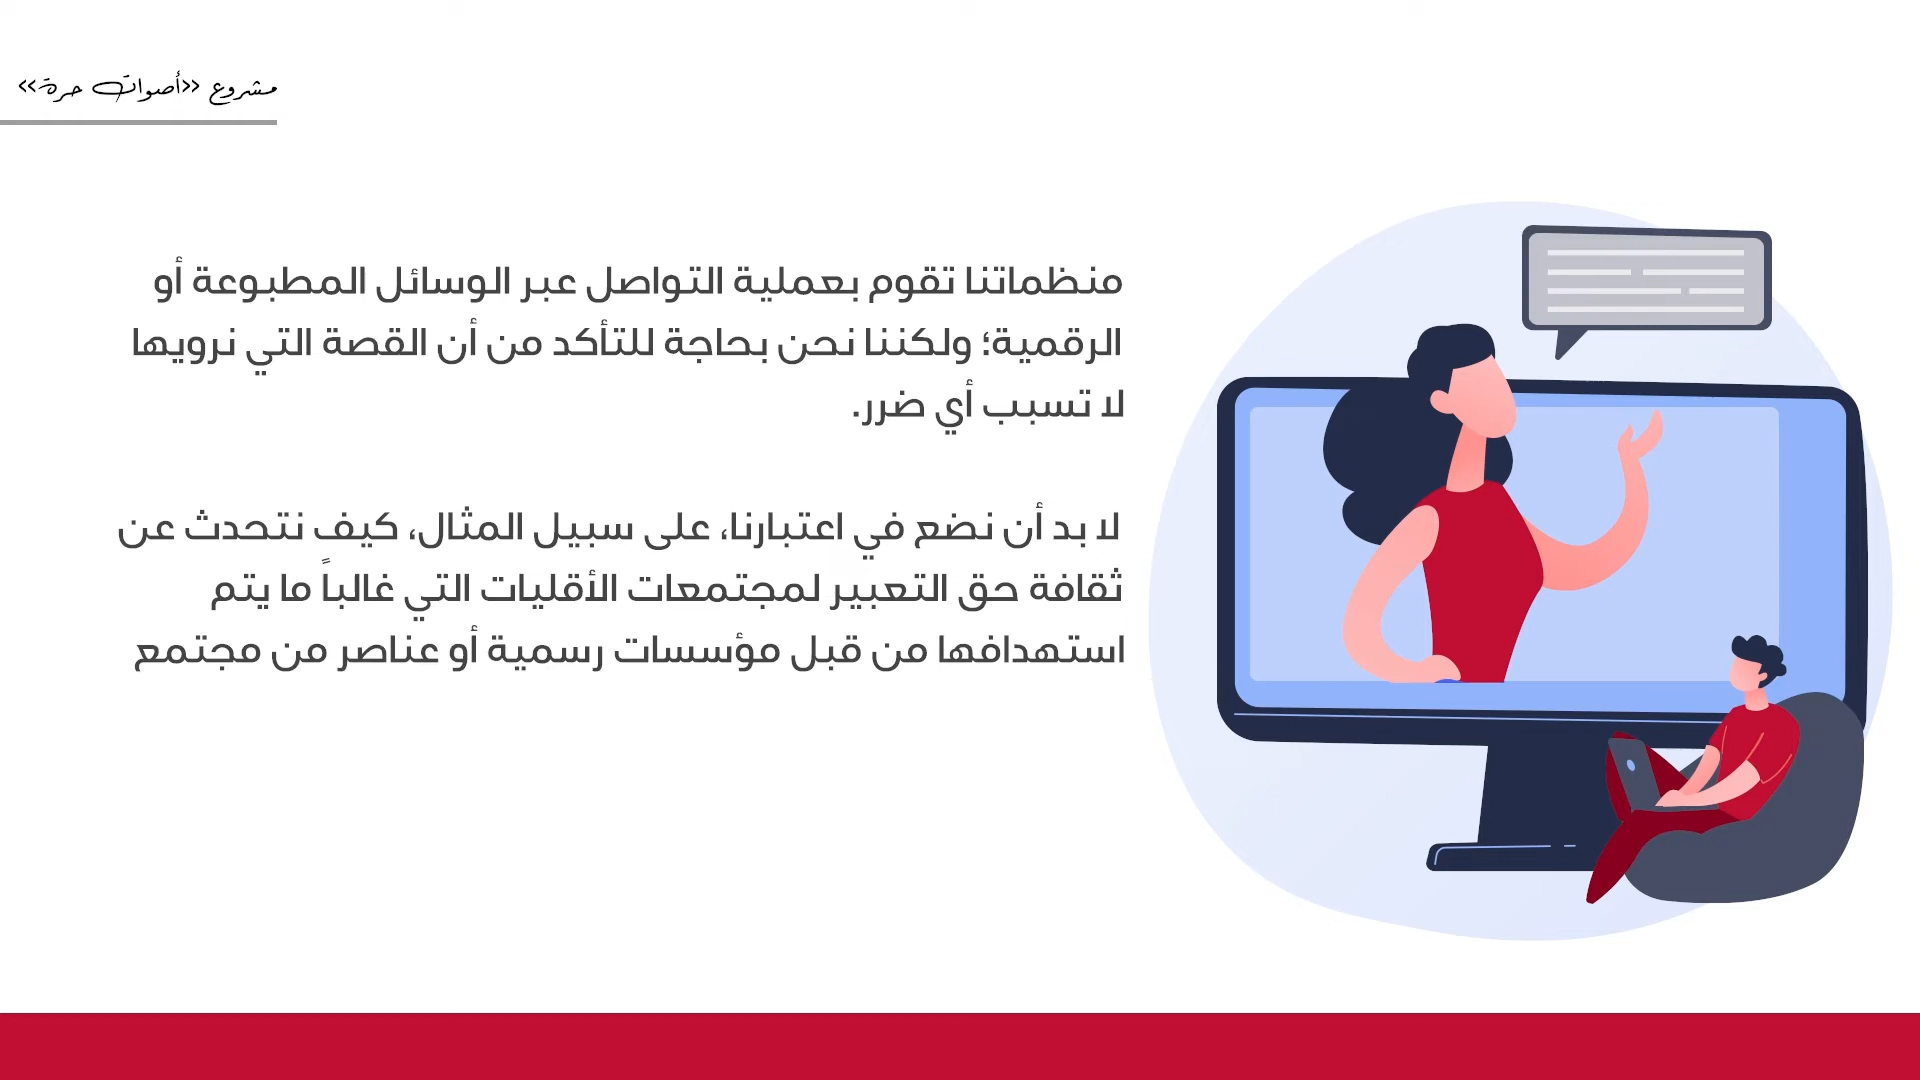 مشروع <<أصوات حرة>>
منظماتنا تقوم بعملية التواصل عبر الوسائل المطبوعة أو
الرقمية؛ ولكننا نحن بحاجة للتأكد من أن القصة التي نرويها
لا تسبب أي ضرر.
لا بد أن نضع في اعتبارنا، على سبيل المثال، كيف نتحدث عن
ثقافة حق التعبير لمجتمعات الأقليات التي غالباً ما يتم
استهدافها من قبل مؤسسات رسمية أو عناصر من مجتمع